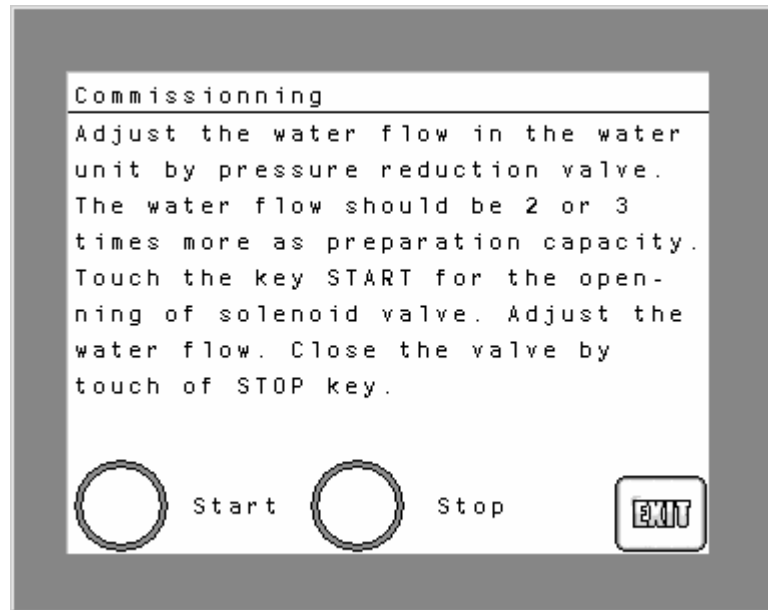 Commissionning
Adjust the water flow in the water
unit by pressure reduction valve.
The water flow should be 2 or 3
times more as preparation capacity.
Touch the key START for the open-
ning of solenoid valve. Adjust the
water flow. Close the valve by
touch of STOP key.
Start Stop EXIT